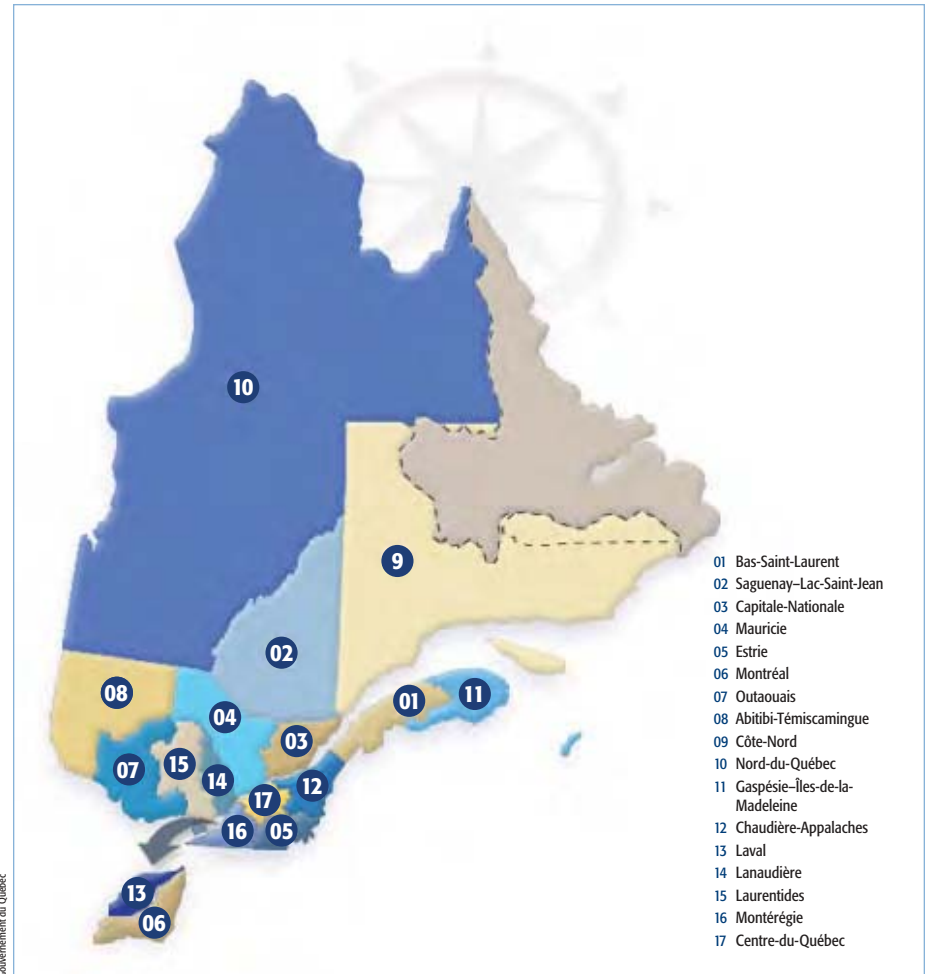 10
9
02
08
04
01
11
03
15
07
14
12
17
16
05
13
06
01 Bas-Saint-Laurent
02 Saguenay–Lac-Saint-Jean
03 Capitale-Nationale
04 Mauricie
05 Estrie
06 Montréal
07 Outaouais
08 Abitibi-Témiscamingue
09 Côte-Nord
10 Nord-du-Québec
11 Gaspésie–Îles-de-la-
Madeleine
12 Chaudière-Appalaches
13 Laval
14 Lanaudière
15 Laurentides
16 Montérégie
17 Centre-du-Québec
Gouvernement du Québec